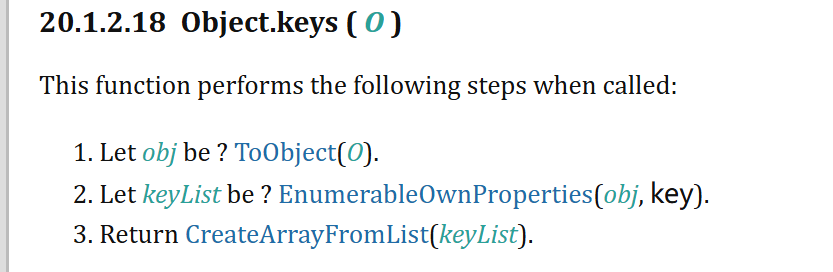 20.1.2.18 Object.keys ( O )
This function performs the following steps when called:
1. Let obj be ? ToObject(O).
2. Let keyList be ? EnumerableOwnProperties(obj, key).
3. Return CreateArrayFromList(keyList).